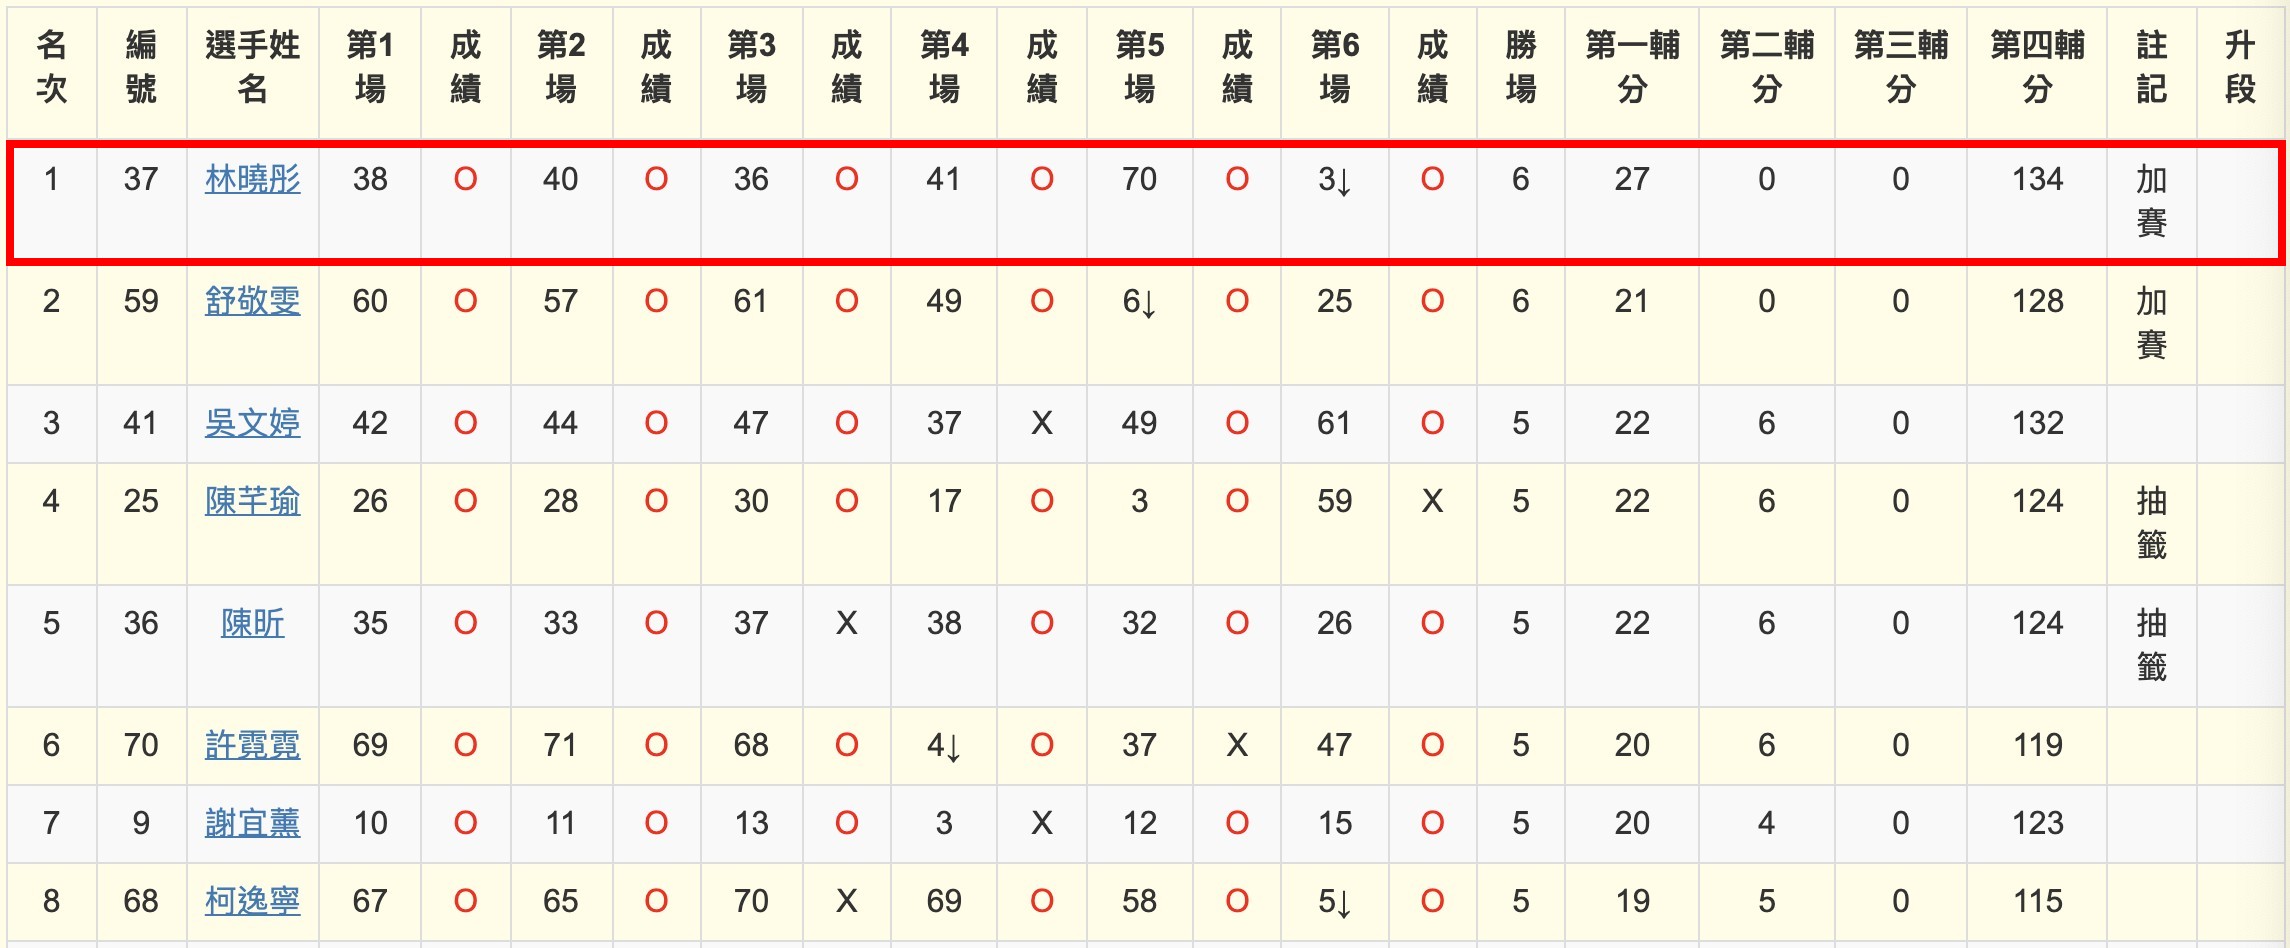 名次 編號 選手姓名 第1場 成績 第2場 成績 第3場 成績 第4場 成績 第5場 成績 第6場 成績 勝場 第一輔分 第二輔分 第三輔分 第四輔分 註記 升段
1 37 林曉彤 38 O 40 O 36 O 41 O 70 O 3↓ O 6 27 0 0 134 加賽
2 59 舒敬雯 60 O 57 O 61 O 49 O 6↓ O 25 O 6 21 0 0 128 加賽
3 41 吳文婷 42 O 44 O 47 O 37 X 49 O 61 O 5 22 6 0 132
4 25 陳芊瑜 26 O 28 O 30 O 17 O 3 O 59 X 5 22 6 0 124 抽籤
5 36 陳昕 35 O 33 O 37 X 38 O 32 O 26 O 5 22 6 0 124 抽籤
6 70 許霓霓 69 O 71 O 68 O 4↓ O 37 X 47 O 5 20 6 0 119
7 9 謝宜薰 10 O 11 O 13 O 3 X 12 O 15 O 5 20 4 0 123
8 68 柯逸寧 67 O 65 O 70 X 69 O 58 O 5↓ O 5 19 5 0 115